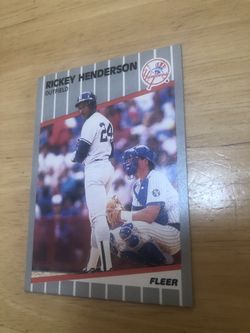 RICKEY HENDERSON
OUTFIELD
24
FLEER